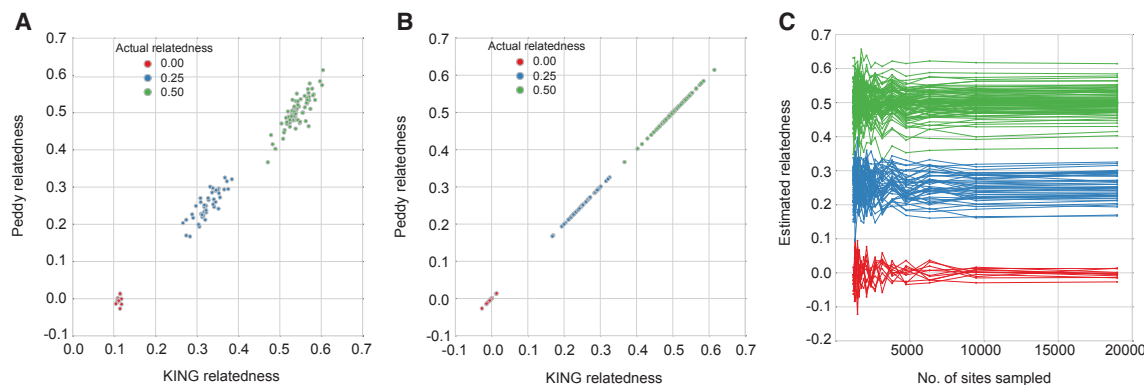 A
Peddy relatedness
0.7
0.6
0.5
0.4
0.3
0.2
0.1
0.0
-0.1
Actual relatedness
0.00
0.25
0.50
0.0 0.1 0.2 0.3 0.4 0.5 0.6 0.7
KING relatedness
B
Peddy relatedness
0.7
0.6
0.5
0.4
0.3
0.2
0.1
0.0
-0.1
Actual relatedness
0.00
0.25
0.50
-0.1 0.0 0.1 0.2 0.3 0.4 0.5 0.6 0.7
KING relatedness
C
Estimated relatedness
0.7
0.6
0.5
0.4
0.3
0.2
0.1
0.0
-0.1
-0.2
5000 10000 15000 20000
No. of sites sampled